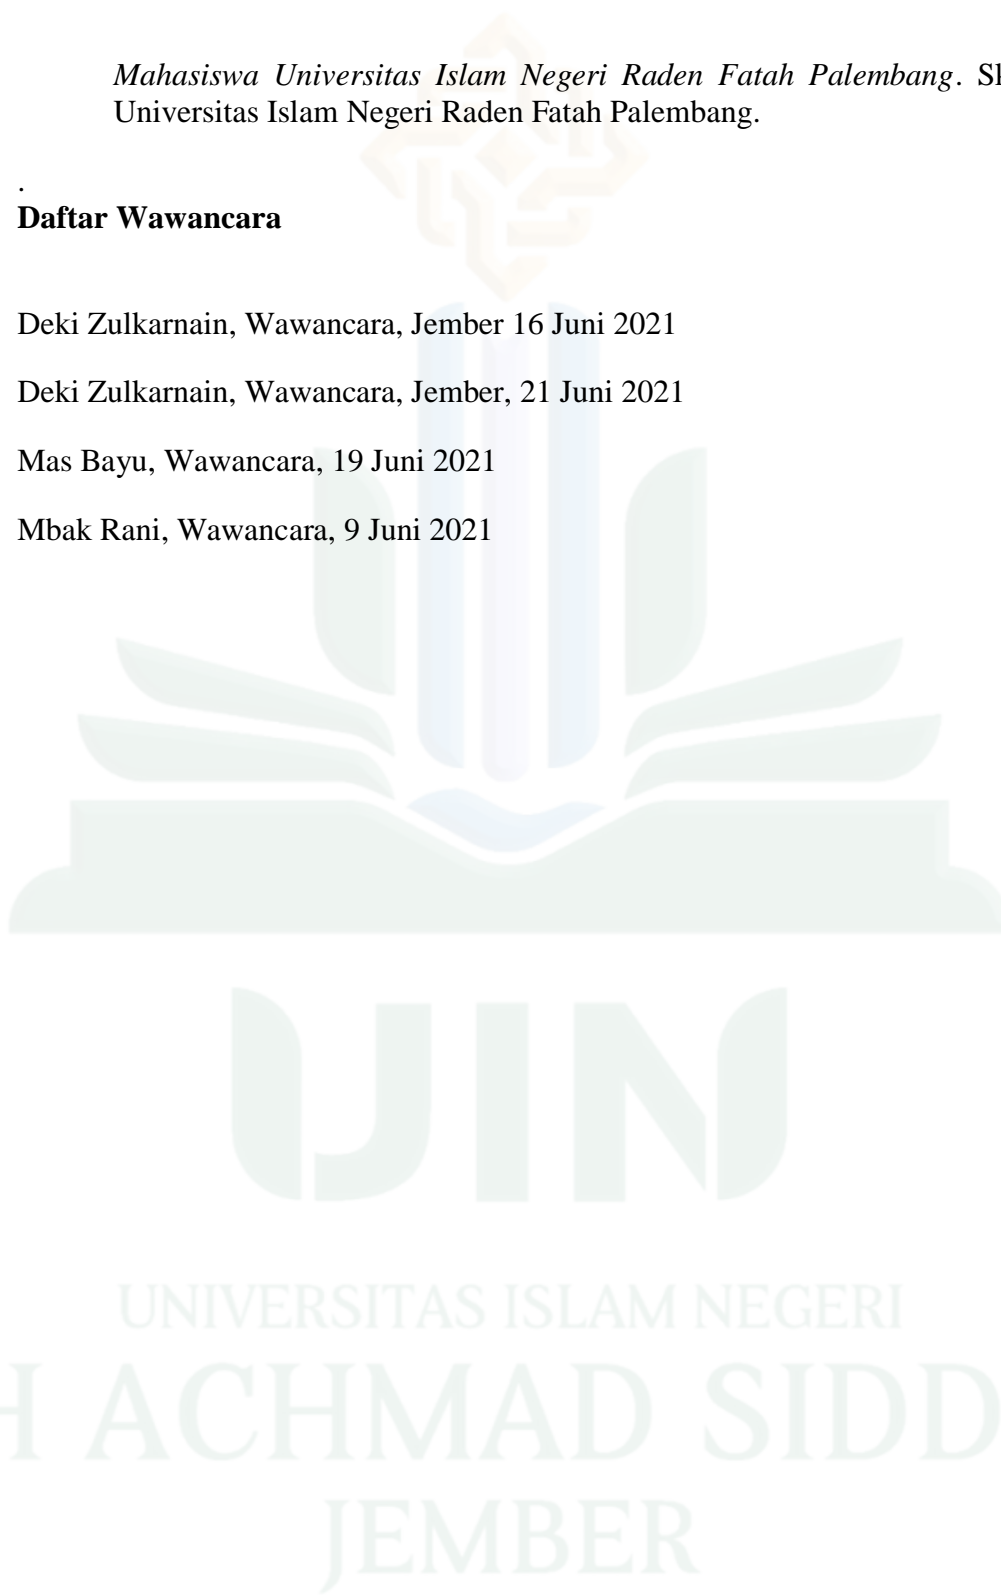 Mahasiswa Universitas Islam Negeri Raden Fatah Palembang. Sk
Universitas Islam Negeri Raden Fatah Palembang.
.
Daftar Wawancara
Deki Zulkarnain, Wawancara, Jember 16 Juni 2021
Deki Zulkarnain, Wawancara, Jember, 21 Juni 2021
Mas Bayu, Wawancara, 19 Juni 2021
Mbak Rani, Wawancara, 9 Juni 2021
UIN
UNIVERSITAS ISLAM NEGERI
H ACHMAD SIDD
JEMBER